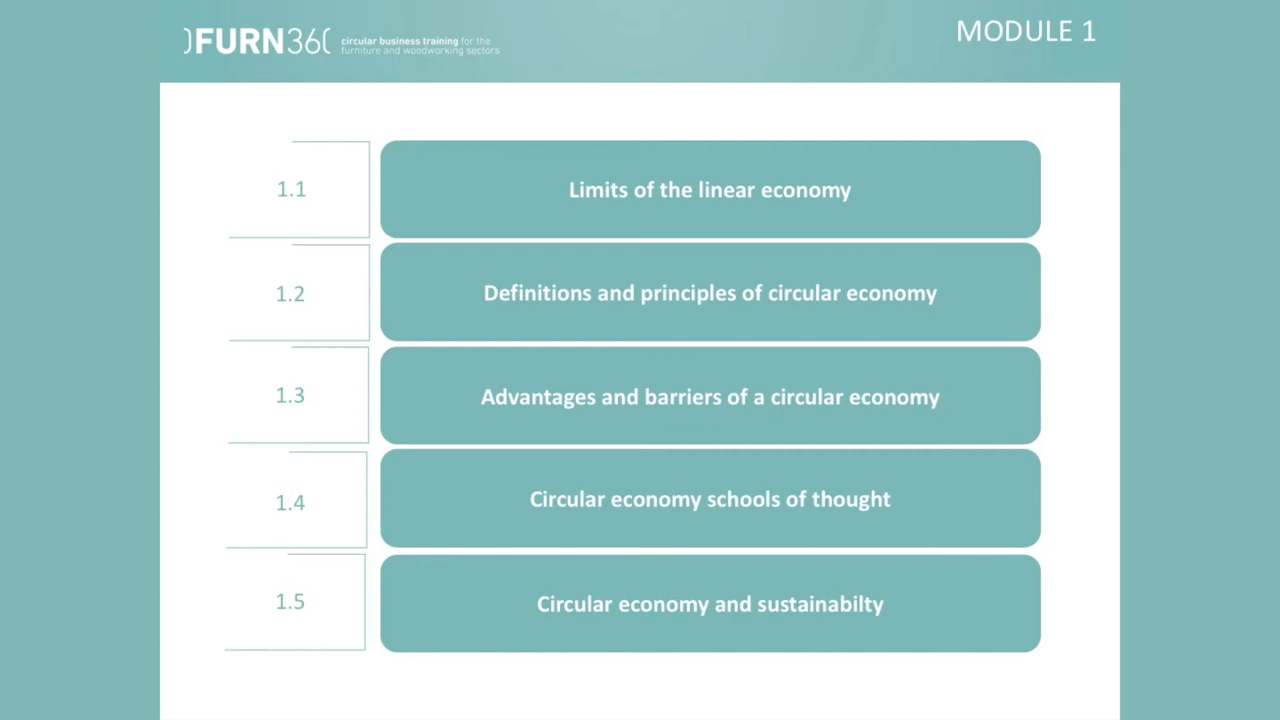 FURN360
circular business training for the
furniture and woodworking sectors
MODULE 1
1.1
Limits of the linear economy
1.2
Definitions and principles of circular economy
1.3
Advantages and barriers of a circular economy
1.4
Circular economy schools of thought
1.5
Circular economy and sustainabilty